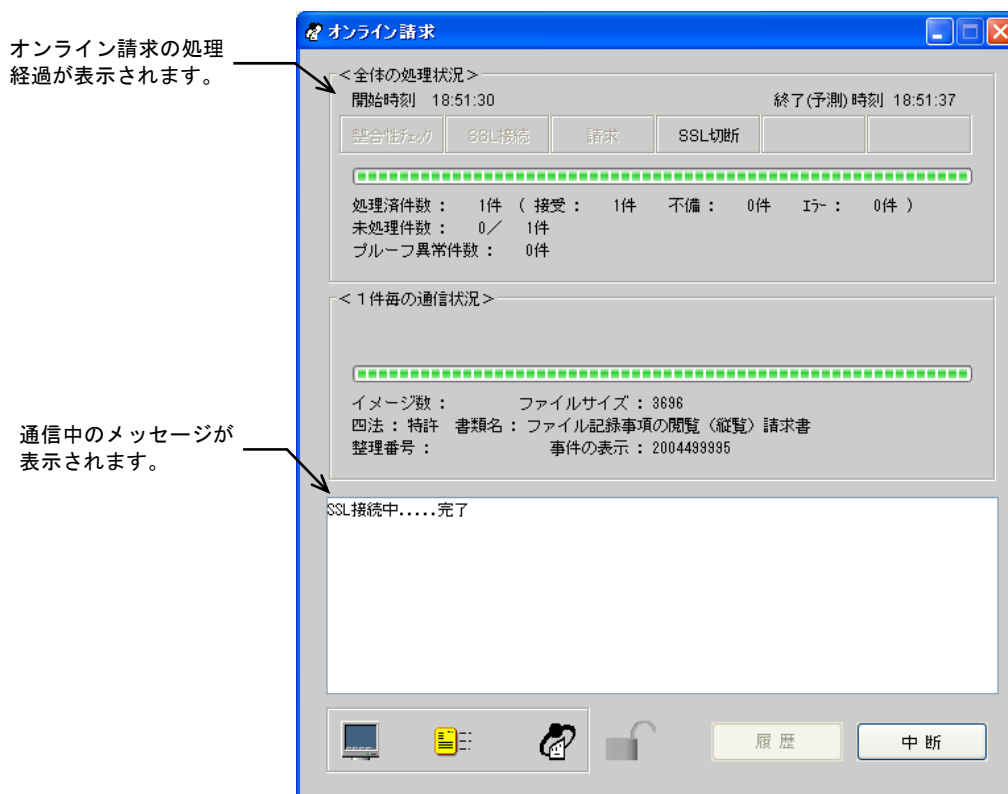 オンライン請求の処理
経過が表示されます。
通信中のメッセージが
表示されます。
オンライン請求
＜全体の処理状況＞
開始時刻 18:51:30 終了(予測)時刻 18:51:37
整合性ﾁｪｯｸ SSL接続 請求 SSL切断
処理済件数： 1件 （ 接受： 1件 不備： 0件 ｴﾗｰ： 0件 ）
未処理件数： 0／ 1件
プルーフ異常件数： 0件
＜１件毎の通信状況＞
イメージ数： ファイルサイズ：3696
四法：特許 書類名：ファイル記録事項の閲覧（縦覧）請求書
整理番号： 事件の表示：2004499995
SSL接続中.....完了
履歴 中断